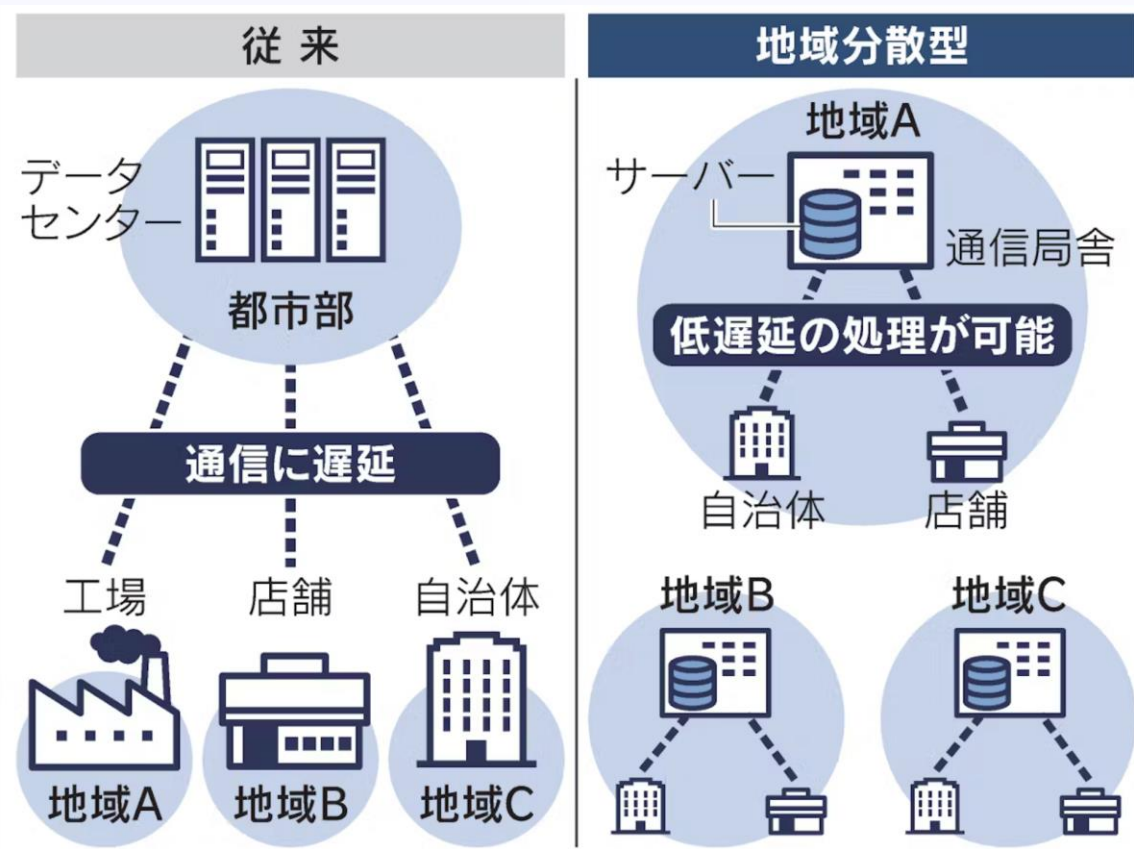 従来
データ
センター
都市部
通信に遅延
工場
店舗
自治体
地域A
地域B
地域C
地域分散型
地域A
サーバー
通信局舎
低遅延の処理が可能
自治体
店舗
地域B
地域C